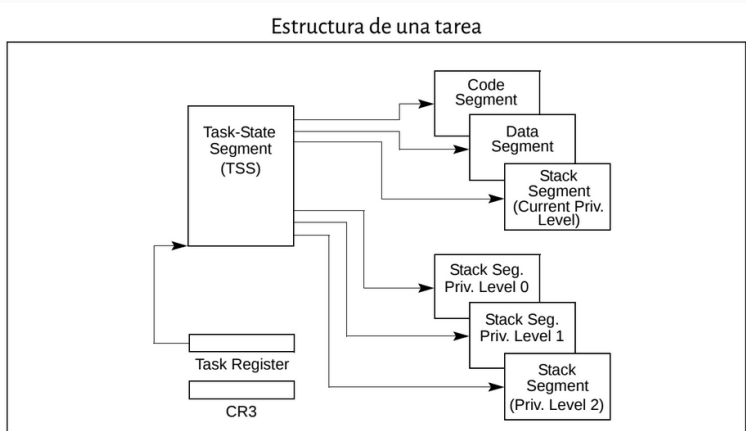 Estructura de una tarea
Task-State
Segment
(TSS)
Code
Segment
Data
Segment
Stack
Segment
(Current Priv.
Level)
Stack Seg.
Priv. Level 0
Stack Seg.
Priv. Level 1
Stack
Segment
(Priv. Level 2)
Task Register
CR3